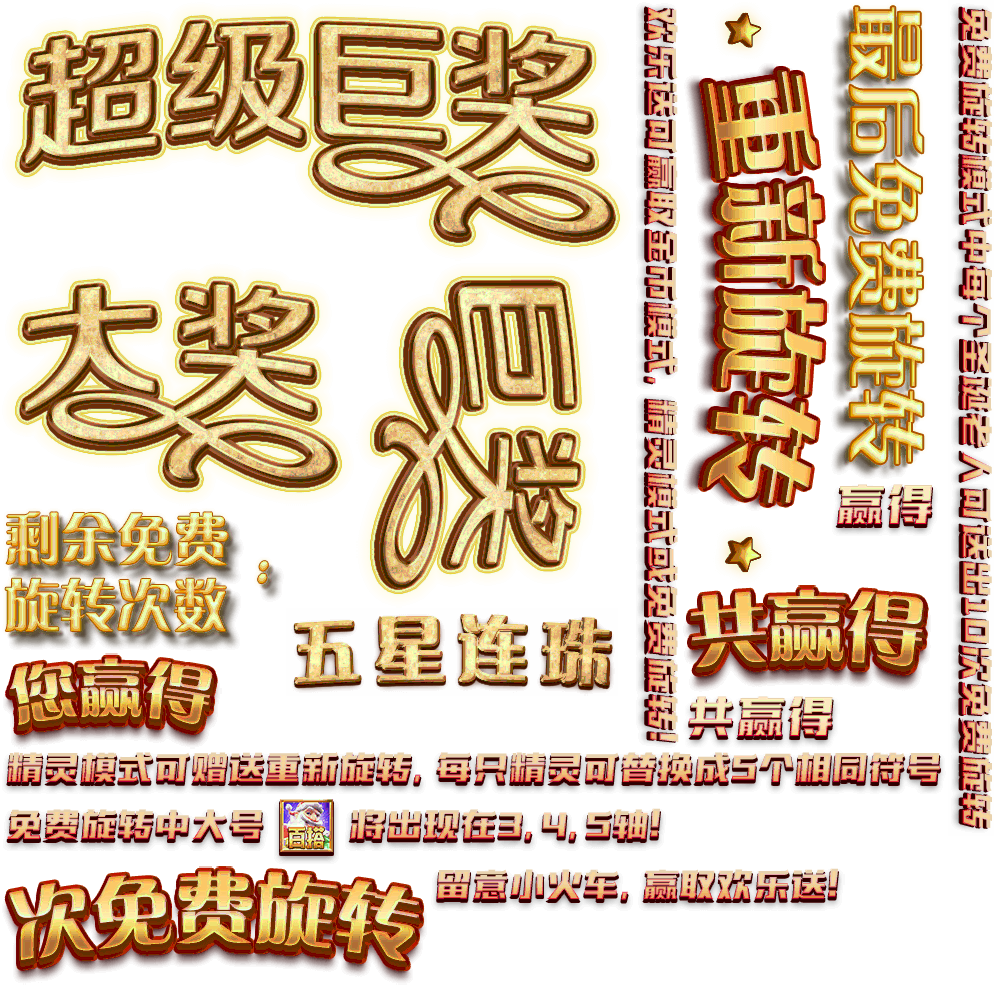 超级巨奖
大奖
巨奖
欢乐送可赢取金币模式，精灵模式或免费旋转！
重新旋转
最后免费旋转
免费旋转模式中每个圣诞老人可送出10次免费旋转
赢得
剩余免费
旋转次数
：
五星连珠
共赢得
您赢得
共赢得
精灵模式可赠送重新旋转, 每只精灵可替换成5个相同符号
免费旋转中大号 百搭 将出现在3, 4, 5轴!
留意小火车, 赢取欢乐送!
次免费旋转